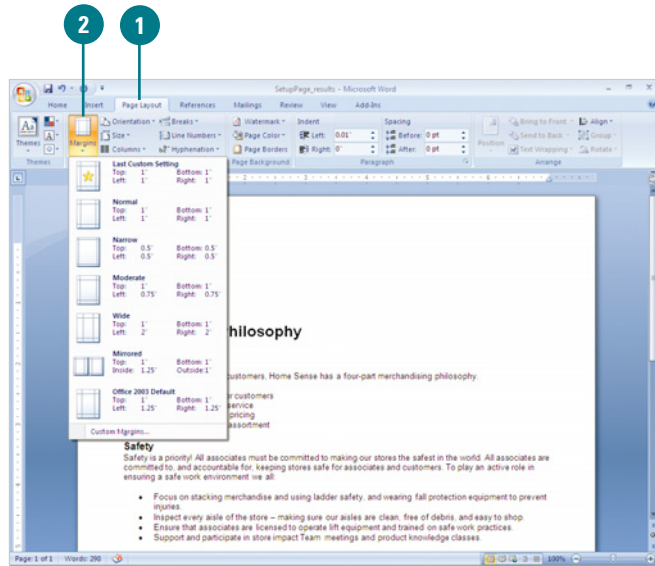 2 1
SetupPage_results - Microsoft Word
Home Insert Page Layout References Mailings Review View Add-Ins
Themes
Margins
Orientation
Size
Columns
Breaks
Line Numbers
Hyphenation
Watermark
Page Color
Page Borders
Indent
Left: 0.01"
Right: 0"
Spacing
Before: 0 pt
After: 0 pt
Position
Bring to Front
Send to Back
Text Wrapping
Align
Group
Rotate
Themes Page Background Paragraph Arrange
Last Custom Setting
Top: 1" Bottom: 1"
Left: 1" Right: 1"
Normal
Top: 1" Bottom: 1"
Left: 1" Right: 1"
Narrow
Top: 0.5" Bottom: 0.5"
Left: 0.5" Right: 0.5"
Moderate
Top: 1" Bottom: 1"
Left: 0.75" Right: 0.75"
Wide
Top: 1" Bottom: 1"
Left: 2" Right: 2"
Mirrored
Top: 1" Bottom: 1"
Inside: 1.25" Outside: 1"
Office 2003 Default
Top: 1" Bottom: 1"
Left: 1.25" Right: 1.25"
Custom Margins...
hilosophy
customers, Home Sense has a four-part merchandising philosophy.
r customers
service
pricing
assortment
Safety
Safety is a priority! All associates must be committed to making our stores the safest in the world. All associates are
committed to, and accountable for, keeping stores safe for associates and customers. To play an active role in
ensuring a safe work environment we all:
• Focus on stacking merchandise and using ladder safety, and wearing fall protection equipment to prevent
injuries.
• Inspect every aisle of the store – making sure our aisles are clean, free of debris, and easy to shop.
• Ensure that associates are licensed to operate lift equipment and trained on safe work practices.
• Support and participate in store impact Team meetings and product knowledge classes.
Page: 1 of 1 Words: 290 100%